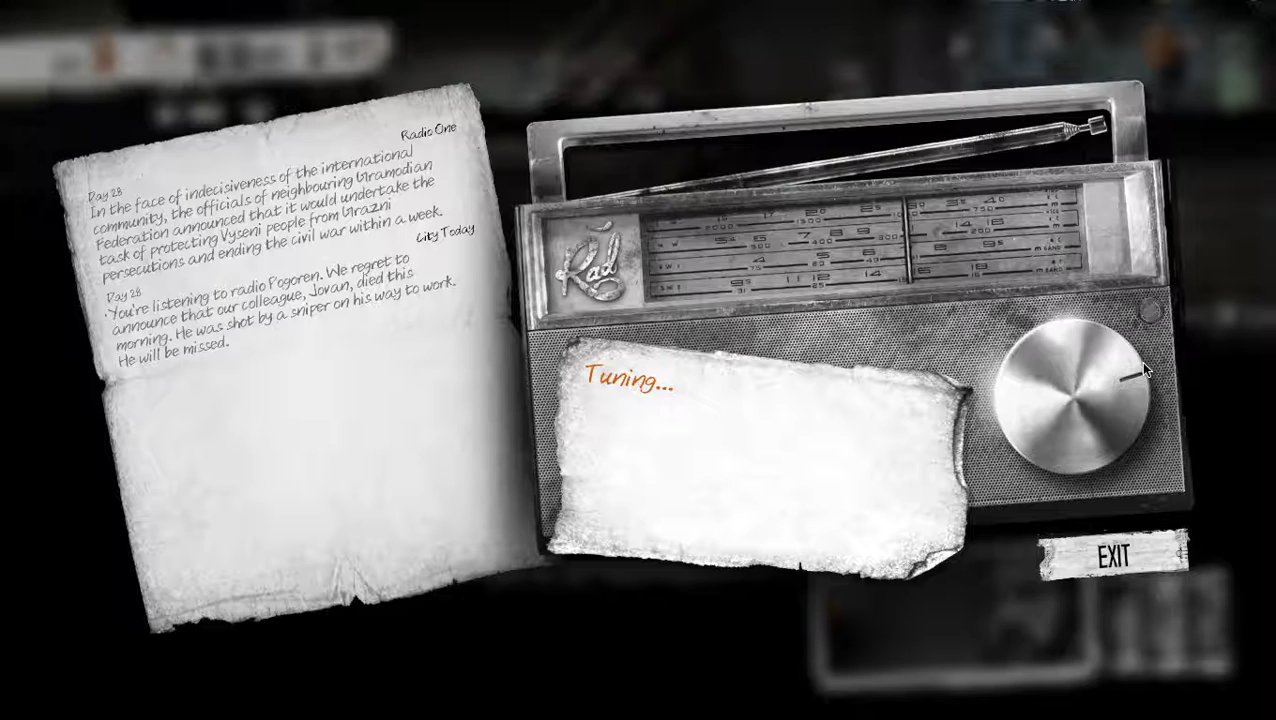 Radio One
Day 28
In the face of indecisiveness of the international
community, the officials of neighbouring Gramodian
Federation announced that it would undertake the
task of protecting Vyseni people from Grazni
persecutions and ending the civil war within a week.
City Today
Day 28
You're listening to radio Pogoren. We regret to
announce that our colleague, Jovan, died this
morning. He was shot by a sniper on his way to work.
He will be missed.
Rad
Tuning...
EXIT